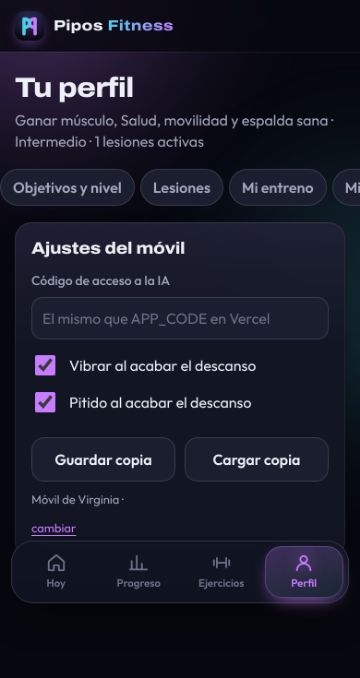 Pipos Fitness
Tu perfil
Ganar músculo, Salud, movilidad y espalda sana ·
Intermedio · 1 lesiones activas
Objetivos y nivel
Lesiones
Mi entreno
Mi
Ajustes del móvil
Código de acceso a la IA
El mismo que APP_CODE en Vercel
Vibrar al acabar el descanso
Pitido al acabar el descanso
Guardar copia
Cargar copia
Móvil de Virginia ·
cambiar
Hoy
Progreso
Ejercicios
Perfil